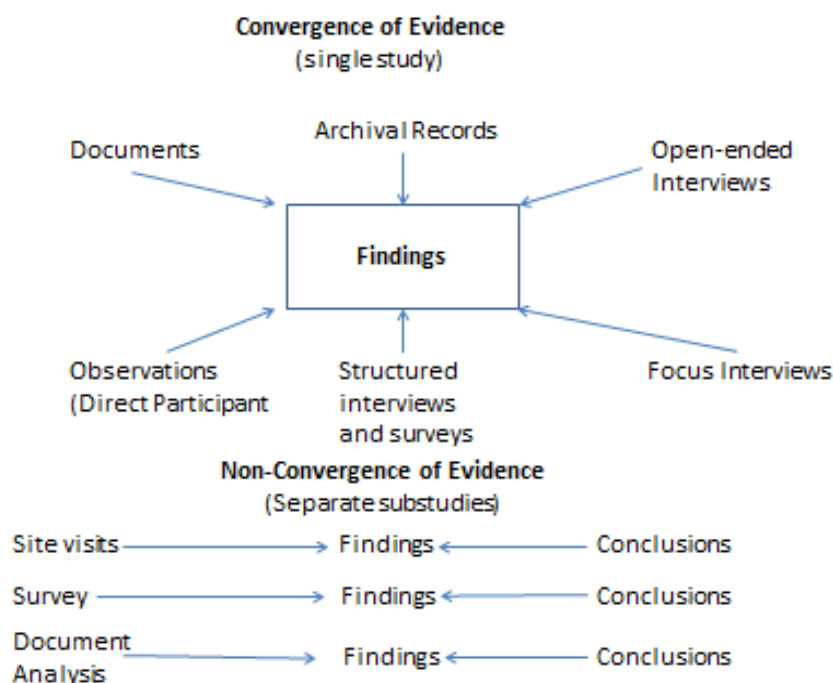 Convergence of Evidence
(single study)
Archival Records
Documents
Open-ended
Interviews
Findings
Observations
(Direct Participant
Structured
interviews
and surveys
Focus Interviews
Non-Convergence of Evidence
(Separate substudies)
Site visits Findings Conclusions
Survey Findings Conclusions
Document
Analysis Findings Conclusions